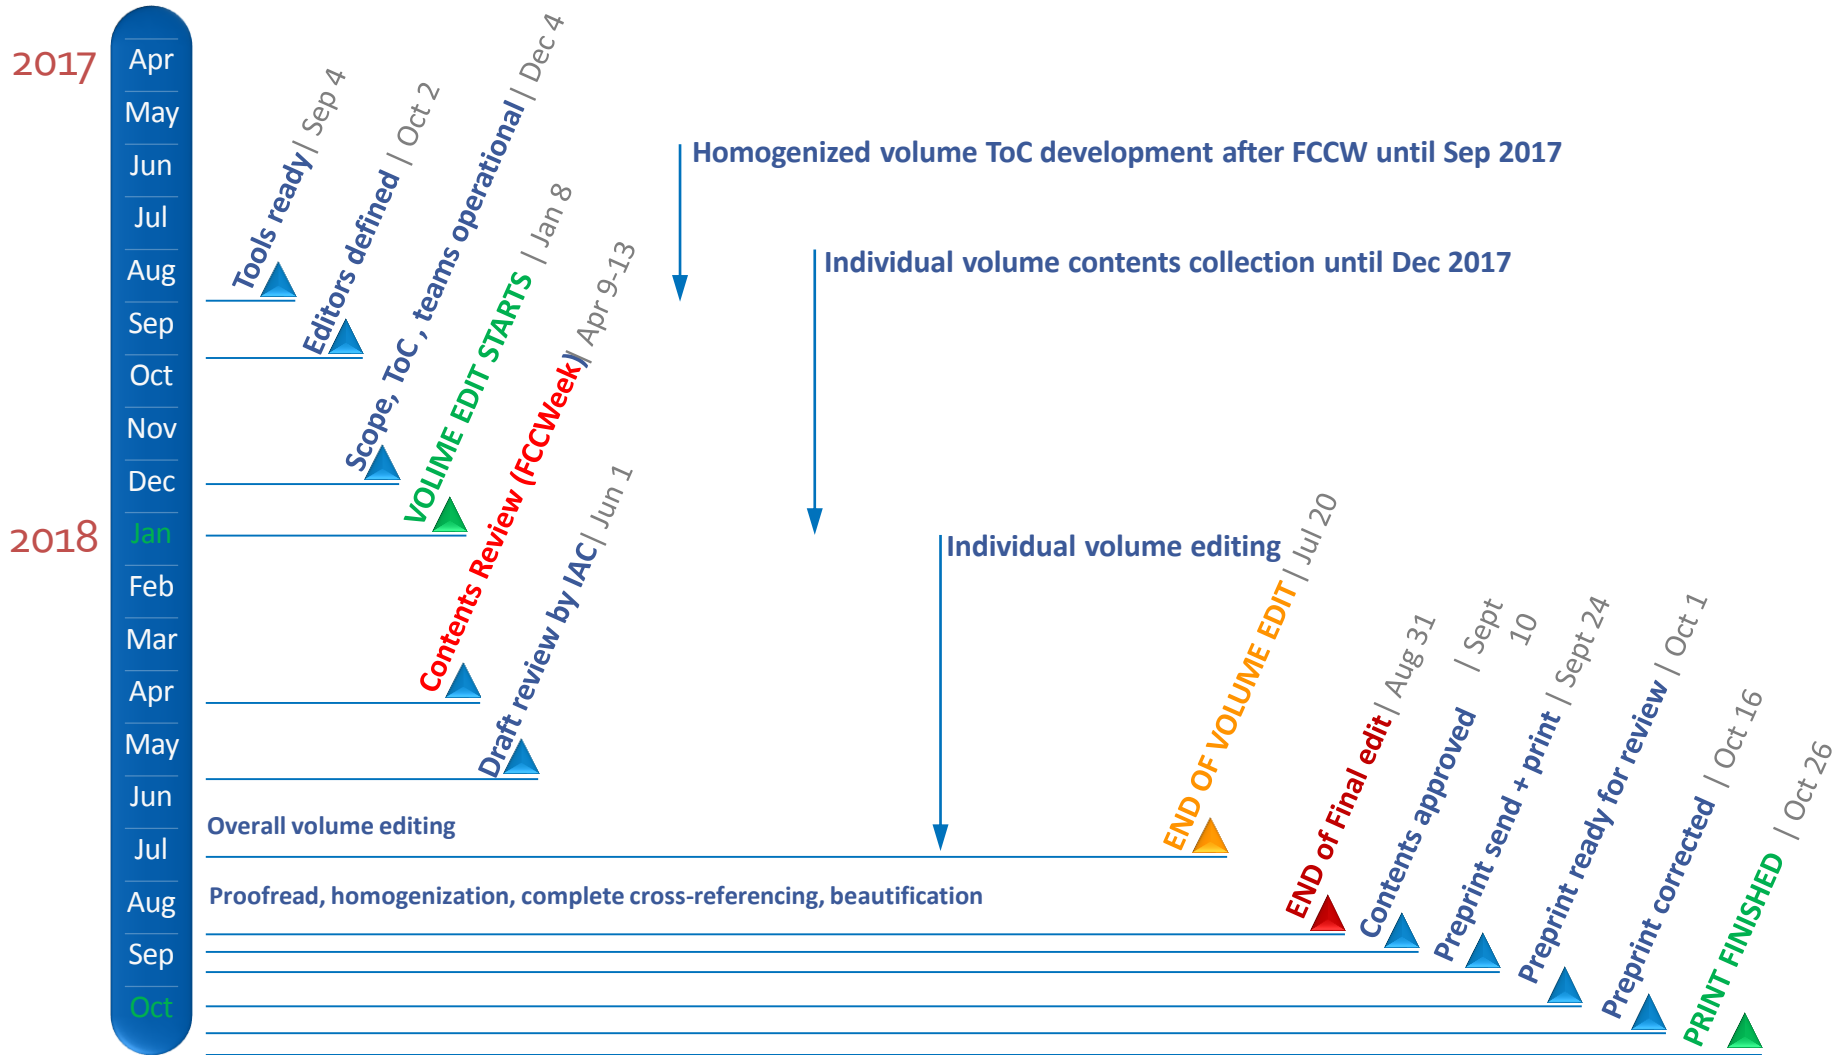 2017
Apr
May
Jun
Jul
Aug
Sep
Oct
Nov
Dec
2018
Jan
Feb
Mar
Apr
May
Jun
Jul
Aug
Sep
Oct
Tools ready | Sep 4
Editors defined | Oct 2
Scope, ToC , teams operational | Dec 4
VOLIME EDIT STARTS | Jan 8
Contents Review (FCCWeek) | Apr 9-13
Draft review by IAC | Jun 1
Homogenized volume ToC development after FCCW until Sep 2017
Individual volume contents collection until Dec 2017
Individual volume editing
Overall volume editing
Proofread, homogenization, complete cross-referencing, beautification
END OF VOLUME EDIT | Jul 20
END of Final edit | Aug 31
Contents approved | Sept
10
Preprint send + print | Sept 24
Preprint ready for review | Oct 1
Preprint corrected | Oct 16
PRINT FINISHED | Oct 26